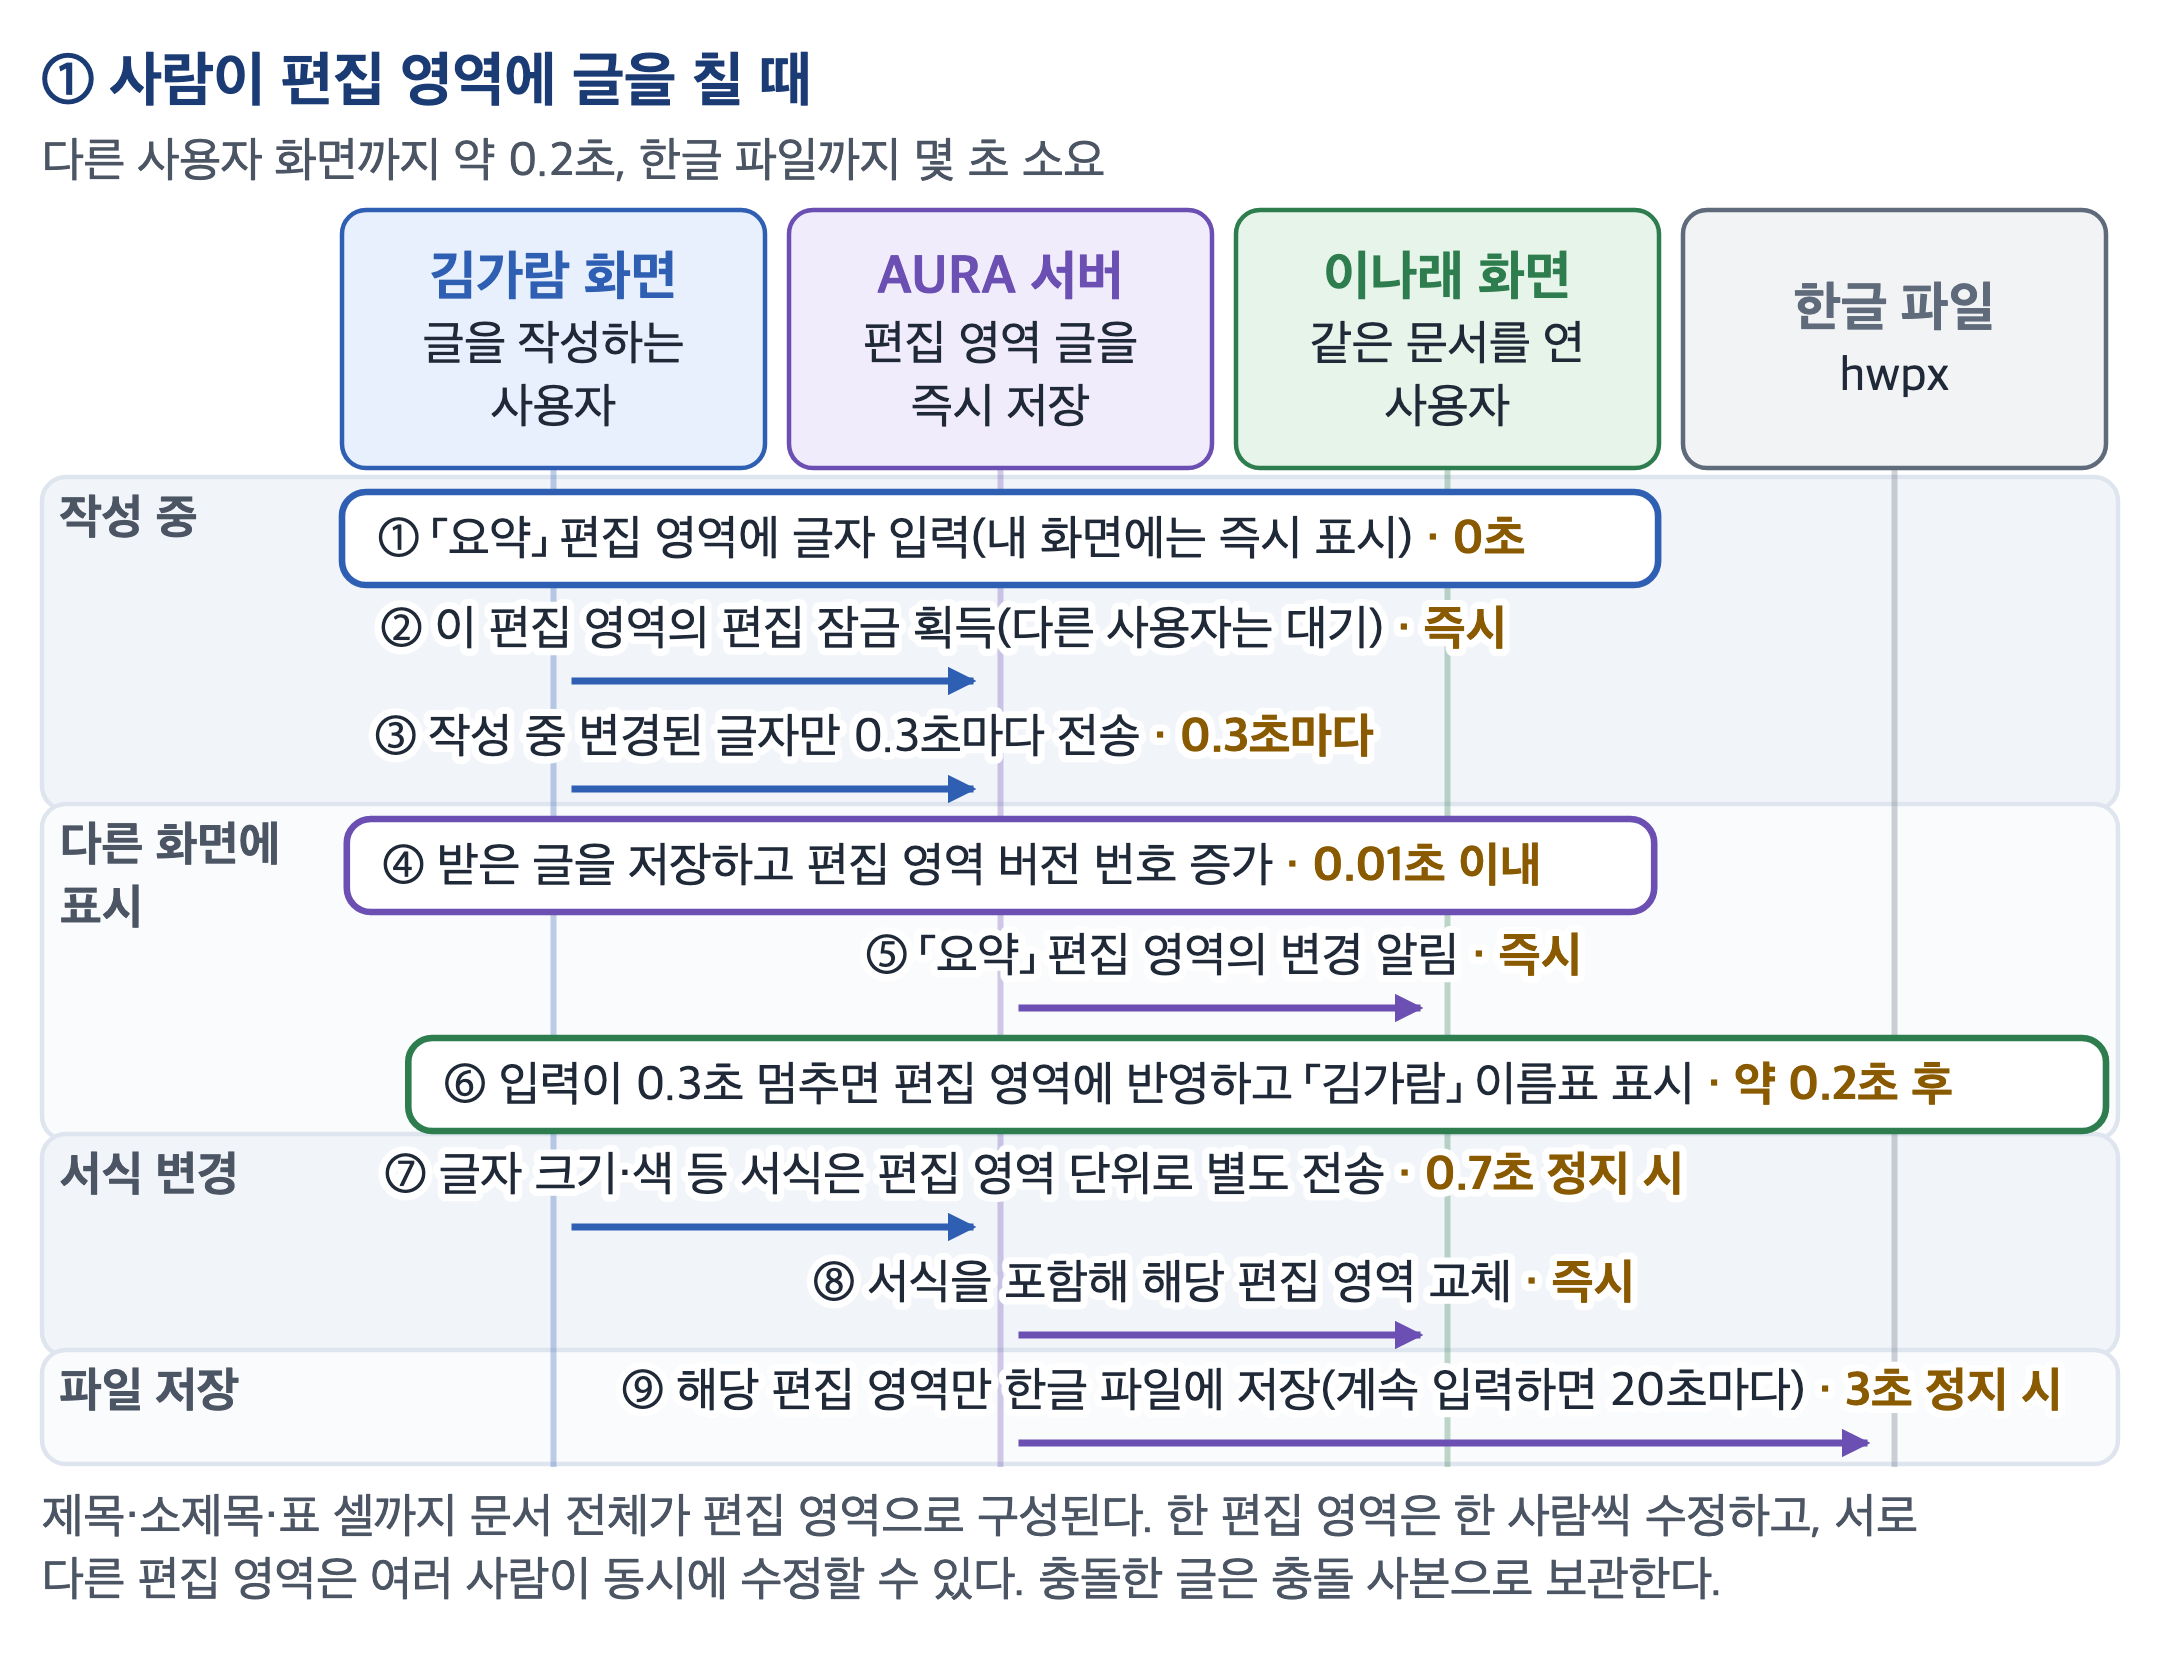 ① 사람이 편집 영역에 글을 칠 때
다른 사용자 화면까지 약 0.2초, 한글 파일까지 몇 초 소요
김가람 화면
글을 작성하는
사용자
AURA 서버
편집 영역 글을
즉시 저장
이나래 화면
같은 문서를 연
사용자
한글 파일
hwpx
작성 중
① 「요약」 편집 영역에 글자 입력(내 화면에는 즉시 표시) · 0초
② 이 편집 영역의 편집 잠금 획득(다른 사용자는 대기) · 즉시
③ 작성 중 변경된 글자만 0.3초마다 전송 · 0.3초마다
다른 화면에
표시
④ 받은 글을 저장하고 편집 영역 버전 번호 증가 · 0.01초 이내
⑤ 「요약」 편집 영역의 변경 알림 · 즉시
⑥ 입력이 0.3초 멈추면 편집 영역에 반영하고 「김가람」 이름표 표시 · 약 0.2초 후
서식 변경
⑦ 글자 크기·색 등 서식은 편집 영역 단위로 별도 전송 · 0.7초 정지 시
⑧ 서식을 포함해 해당 편집 영역 교체 · 즉시
파일 저장
⑨ 해당 편집 영역만 한글 파일에 저장(계속 입력하면 20초마다) · 3초 정지 시
제목·소제목·표 셀까지 문서 전체가 편집 영역으로 구성된다. 한 편집 영역은 한 사람씩 수정하고, 서로
다른 편집 영역은 여러 사람이 동시에 수정할 수 있다. 충돌한 글은 충돌 사본으로 보관한다.